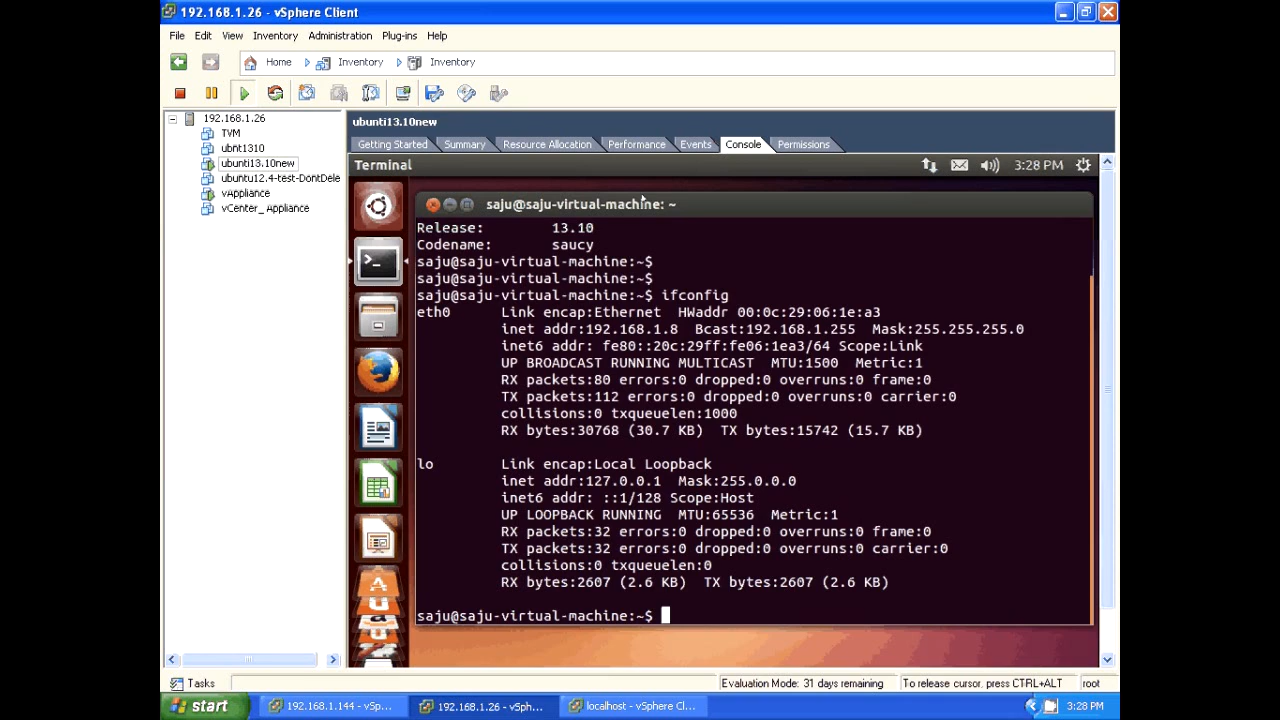 192.168.1.26 - vSphere Client
File Edit View Inventory Administration Plug-ins Help
Home Inventory Inventory
192.168.1.26
TVM
ubnt1310
ubunti13.10new
ubuntu12.4-test-DontDele
vAppliance
vCenter_ Appliance
ubunti13.10new
Getting Started Summary Resource Allocation Performance Events Console Permissions
Terminal 3:28 PM
saju@saju-virtual-machine: ~
Release: 13.10
Codename: saucy
saju@saju-virtual-machine:~$
saju@saju-virtual-machine:~$
saju@saju-virtual-machine:~$ ifconfig
eth0 Link encap:Ethernet HWaddr 00:0c:29:06:1e:a3
inet addr:192.168.1.8 Bcast:192.168.1.255 Mask:255.255.255.0
inet6 addr: fe80::20c:29ff:fe06:1ea3/64 Scope:Link
UP BROADCAST RUNNING MULTICAST MTU:1500 Metric:1
RX packets:80 errors:0 dropped:0 overruns:0 frame:0
TX packets:112 errors:0 dropped:0 overruns:0 carrier:0
collisions:0 txqueuelen:1000
RX bytes:30768 (30.7 KB) TX bytes:15742 (15.7 KB)
lo Link encap:Local Loopback
inet addr:127.0.0.1 Mask:255.0.0.0
inet6 addr: ::1/128 Scope:Host
UP LOOPBACK RUNNING MTU:65536 Metric:1
RX packets:32 errors:0 dropped:0 overruns:0 frame:0
TX packets:32 errors:0 dropped:0 overruns:0 carrier:0
collisions:0 txqueuelen:0
RX bytes:2607 (2.6 KB) TX bytes:2607 (2.6 KB)
saju@saju-virtual-machine:~$
Tasks Evaluation Mode: 31 days remaining To release cursor, press CTRL+ALT root
start 192.168.1.144 - vSp... 192.168.1.26 - vSph... localhost - vSphere Cl... 3:28 PM